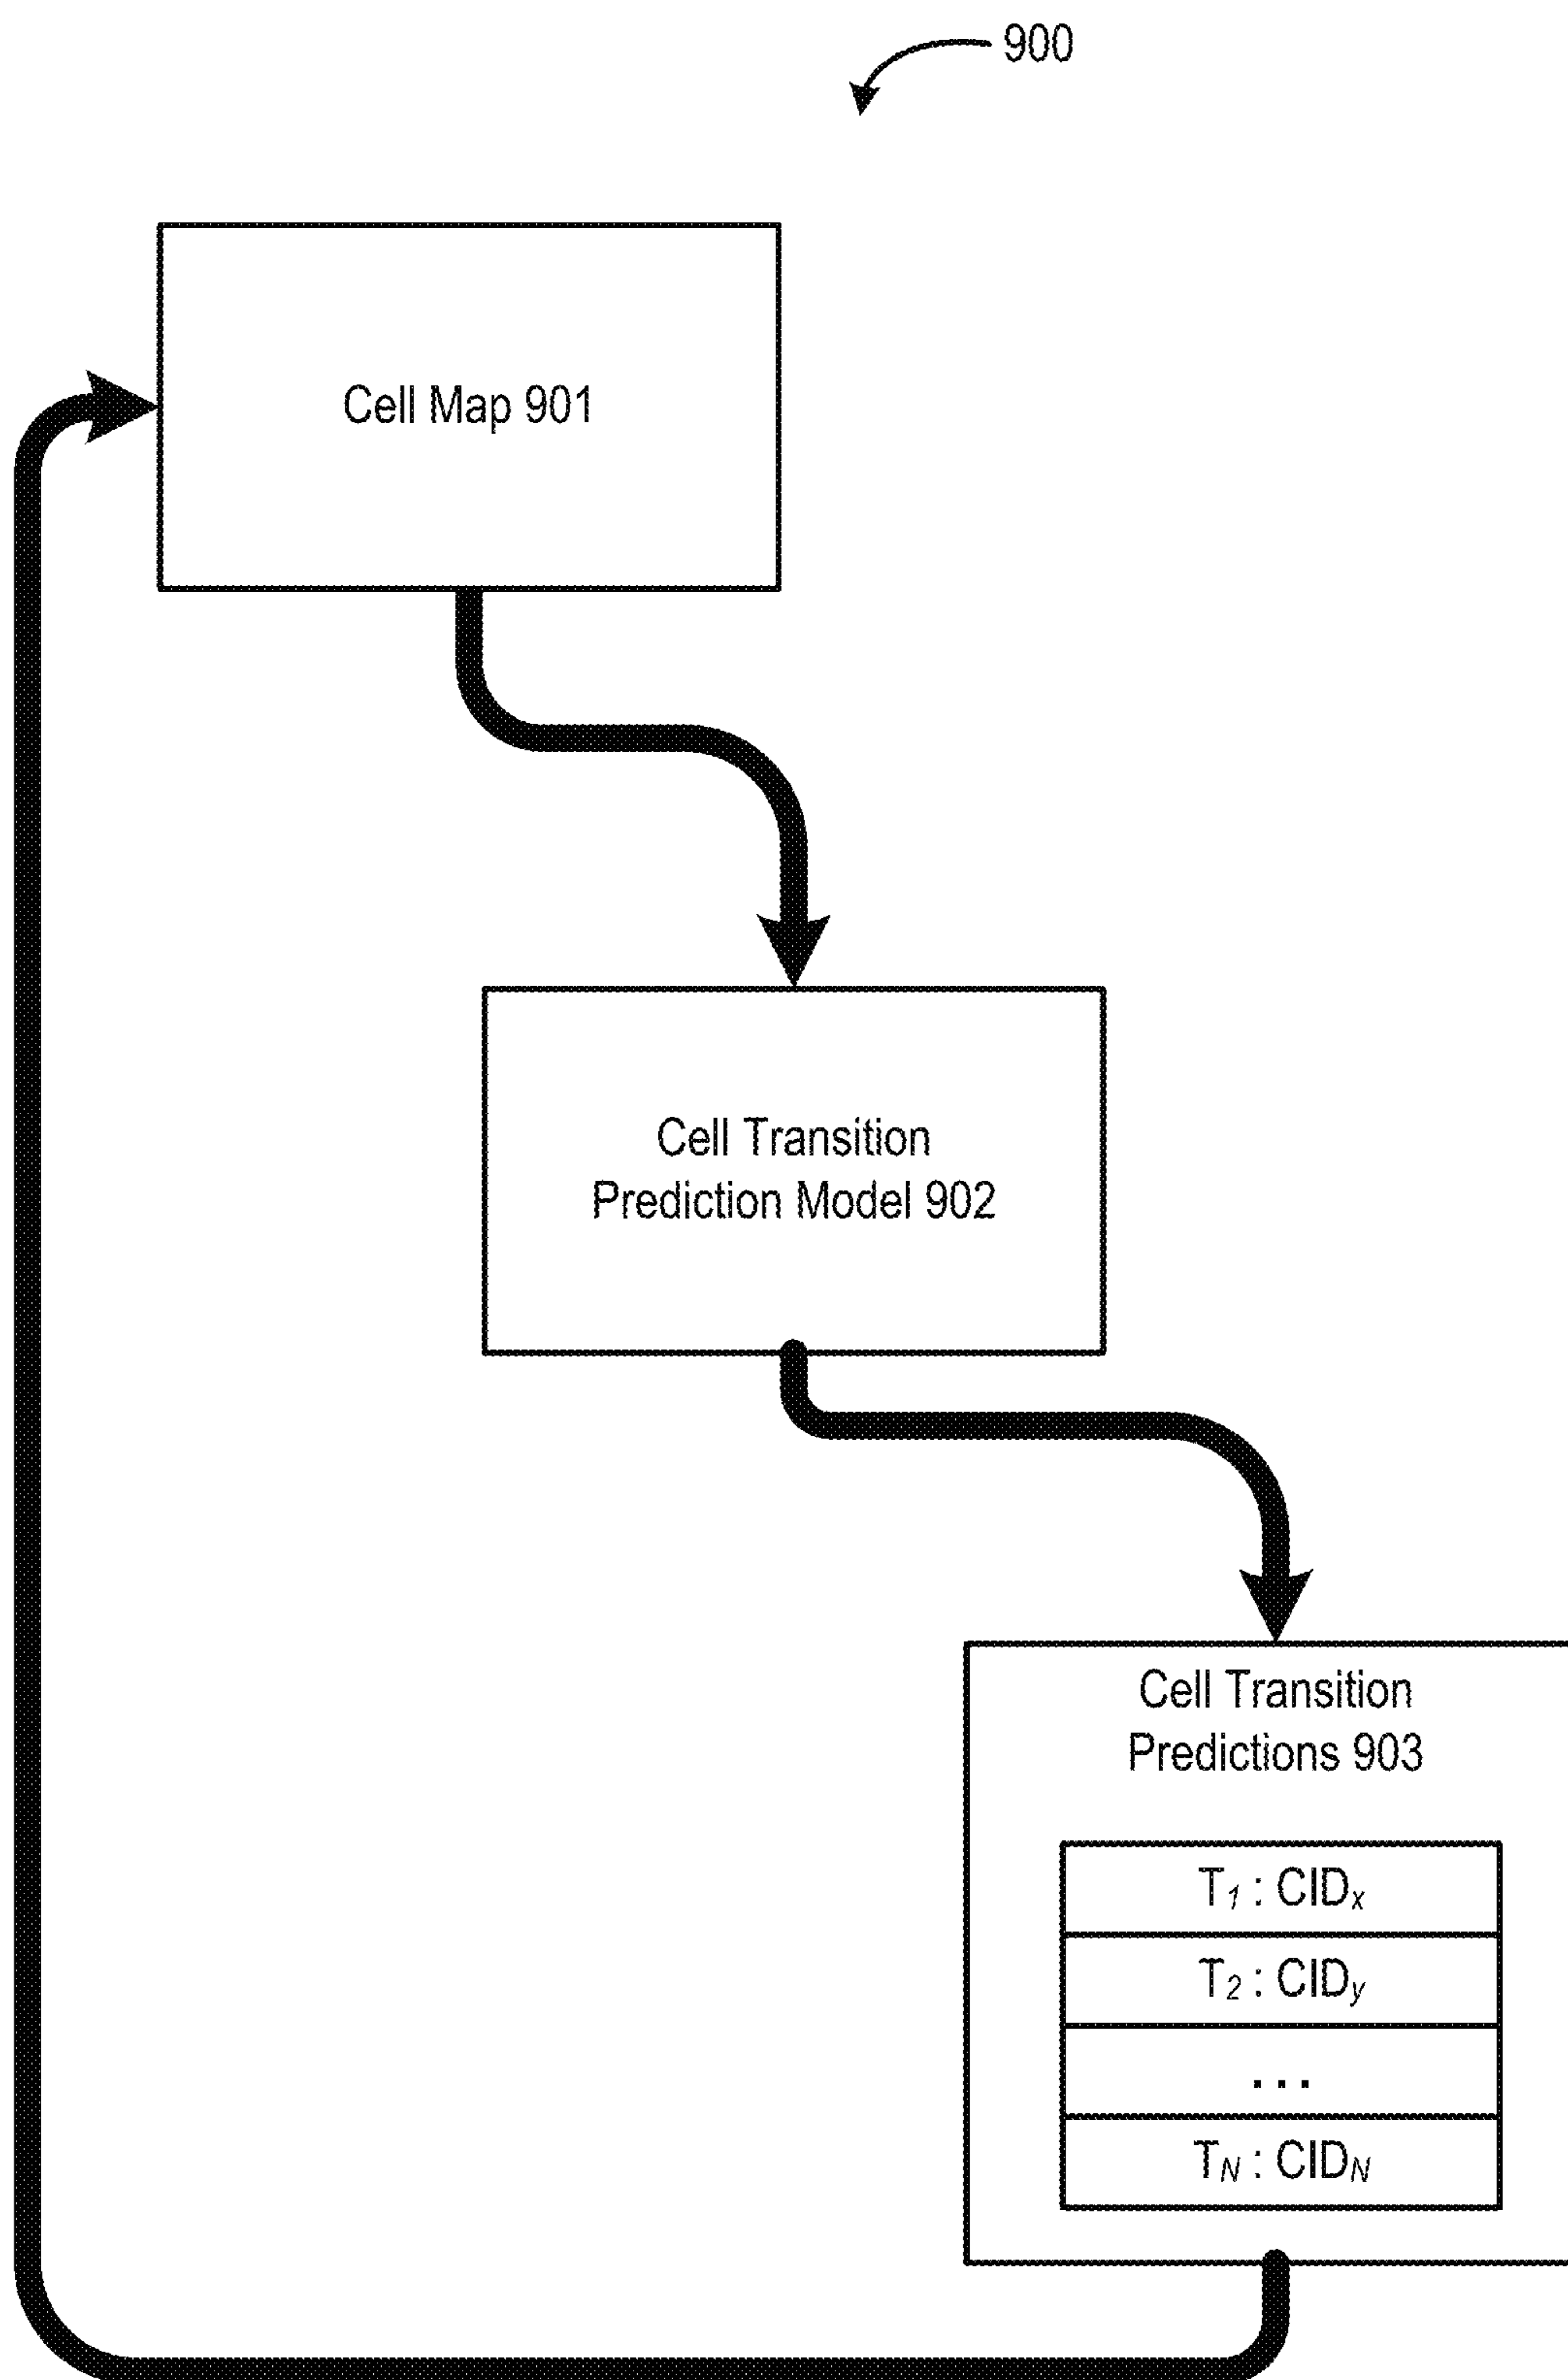 900
Cell Map 901
Cell Transition
Prediction Model 902
Cell Transition
Predictions 903
T1 : CIDx
T2 : CIDy
...
TN : CIDN